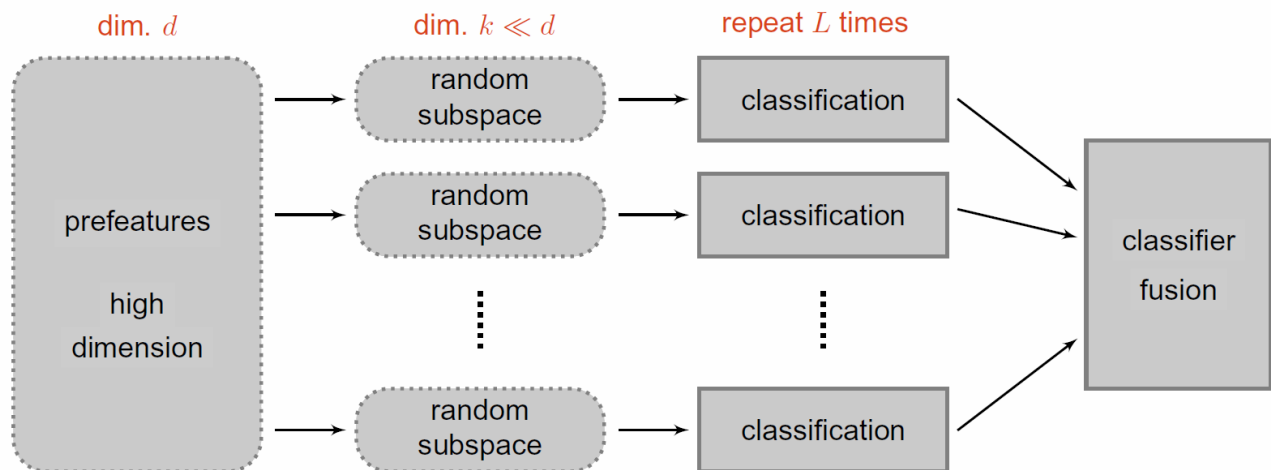 dim. d
dim. k ≪ d
repeat L times
prefeatures
high
dimension
random
subspace
classification
random
subspace
classification
random
subspace
classification
classifier
fusion